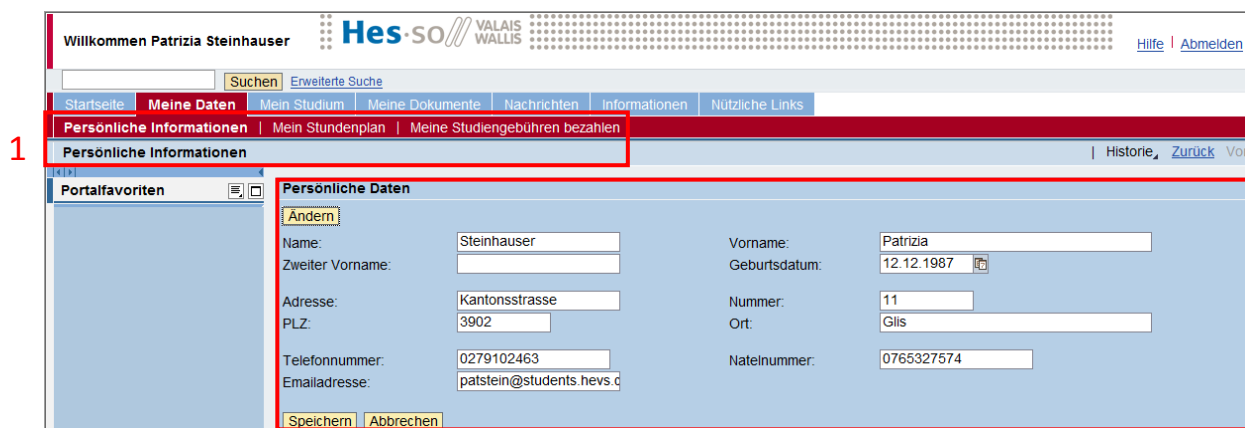 Willkommen Patrizia Steinhauser Hes·so VALAIS WALLIS Hilfe | Abmelden
Suchen Erweiterte Suche
Startseite Meine Daten Mein Studium Meine Dokumente Nachrichten Informationen Nützliche Links
Persönliche Informationen | Mein Stundenplan | Meine Studiengebühren bezahlen
1
Persönliche Informationen | Historie Zurück Vor
Portalfavoriten Persönliche Daten
Ändern
Name: Steinhauser Vorname: Patrizia
Zweiter Vorname: Geburtsdatum: 12.12.1987
Adresse: Kantonsstrasse Nummer: 11
PLZ: 3902 Ort: Glis
Telefonnummer: 0279102463 Natelnummer: 0765327574
Emailadresse: patstein@students.hevs.c
Speichern Abbrechen